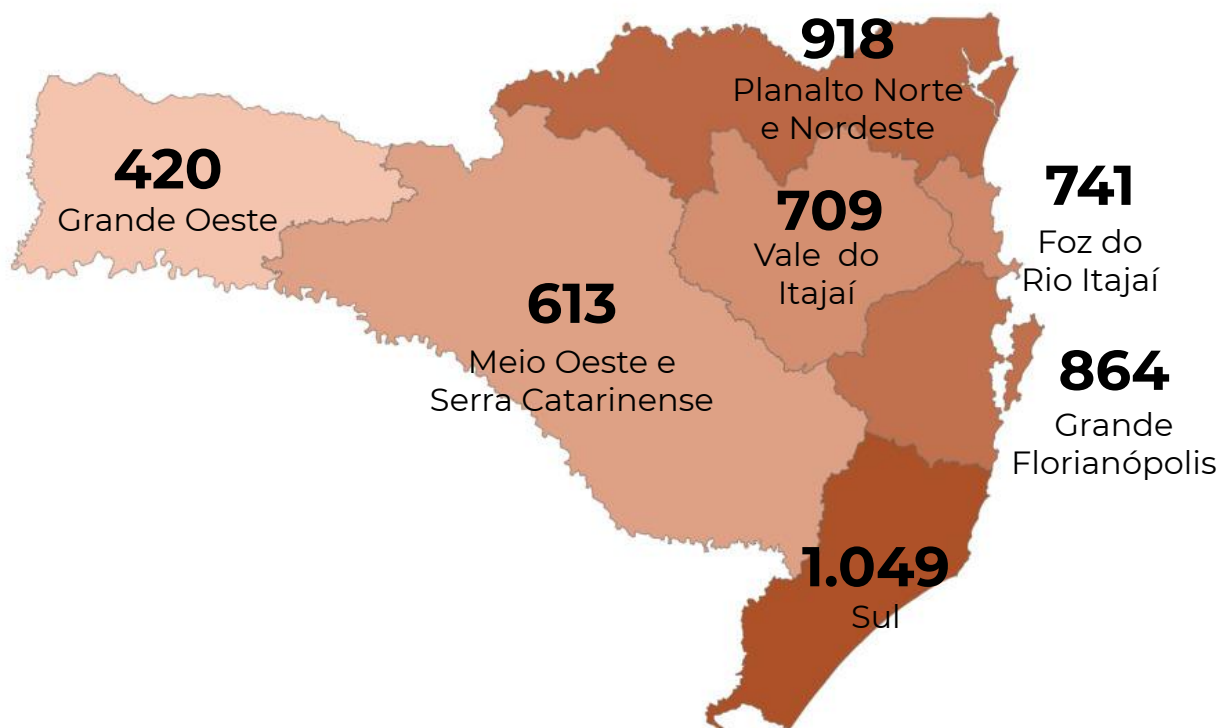 918
Planalto Norte
e Nordeste
420
Grande Oeste
709
Vale do
Itajaí
741
Foz do
Rio Itajaí
613
Meio Oeste e
Serra Catarinense
864
Grande
Florianópolis
1.049
Sul